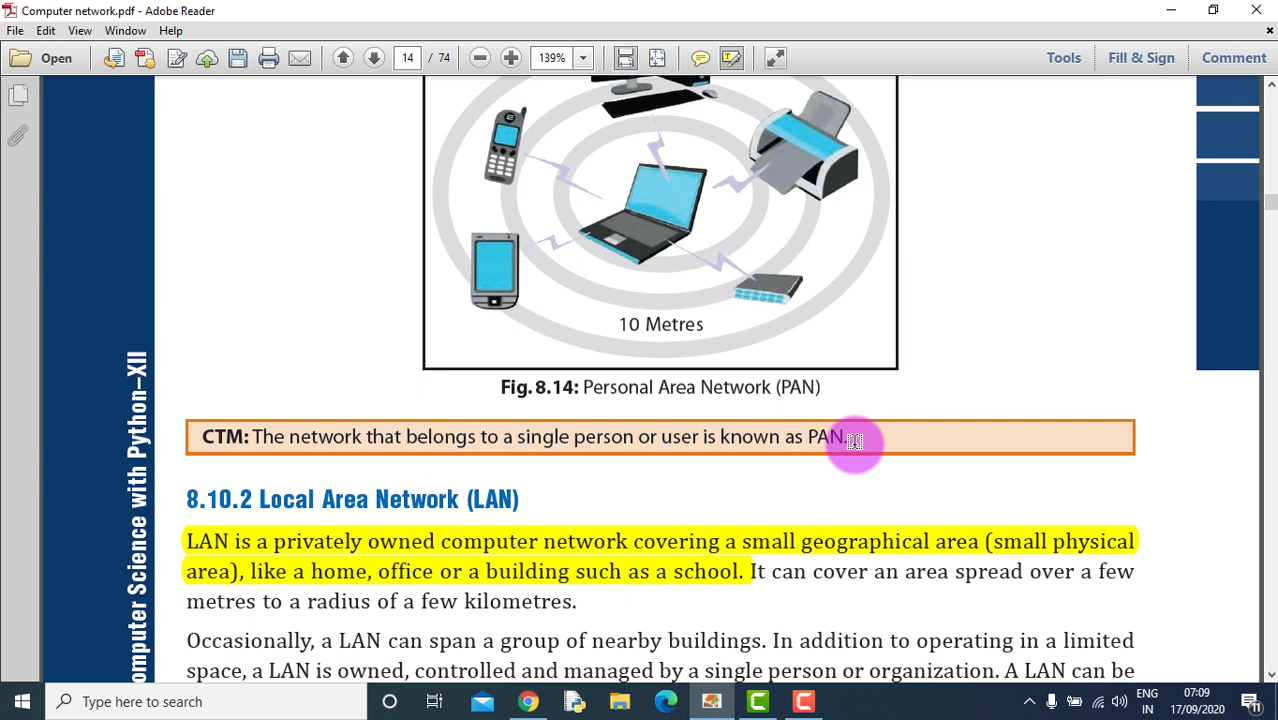 Computer network.pdf - Adobe Reader
File Edit View Window Help
Open 14 / 74 139% Tools Fill & Sign Comment
10 Metres
Fig. 8.14: Personal Area Network (PAN)
CTM: The network that belongs to a single person or user is known as PAN.
8.10.2 Local Area Network (LAN)
LAN is a privately owned computer network covering a small geographical area (small physical
area), like a home, office or a building such as a school. It can cover an area spread over a few
metres to a radius of a few kilometres.
Occasionally, a LAN can span a group of nearby buildings. In addition to operating in a limited
space, a LAN is owned, controlled and managed by a single person or organization. A LAN can be
omputer Science with Python–XII
Type here to search
ENG
IN
07:09
17/09/2020
11